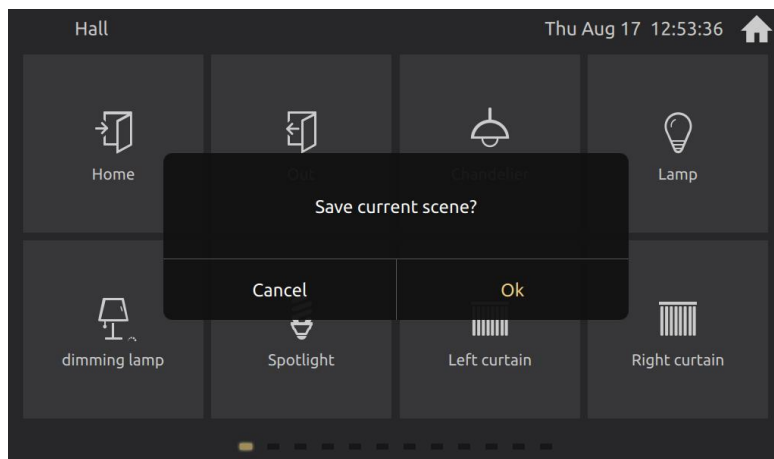 Hall
Thu Aug 17 12:53:36
Home
Out
Chandelier
Lamp
Save current scene?
Cancel
Ok
dimming lamp
Spotlight
Left curtain
Right curtain